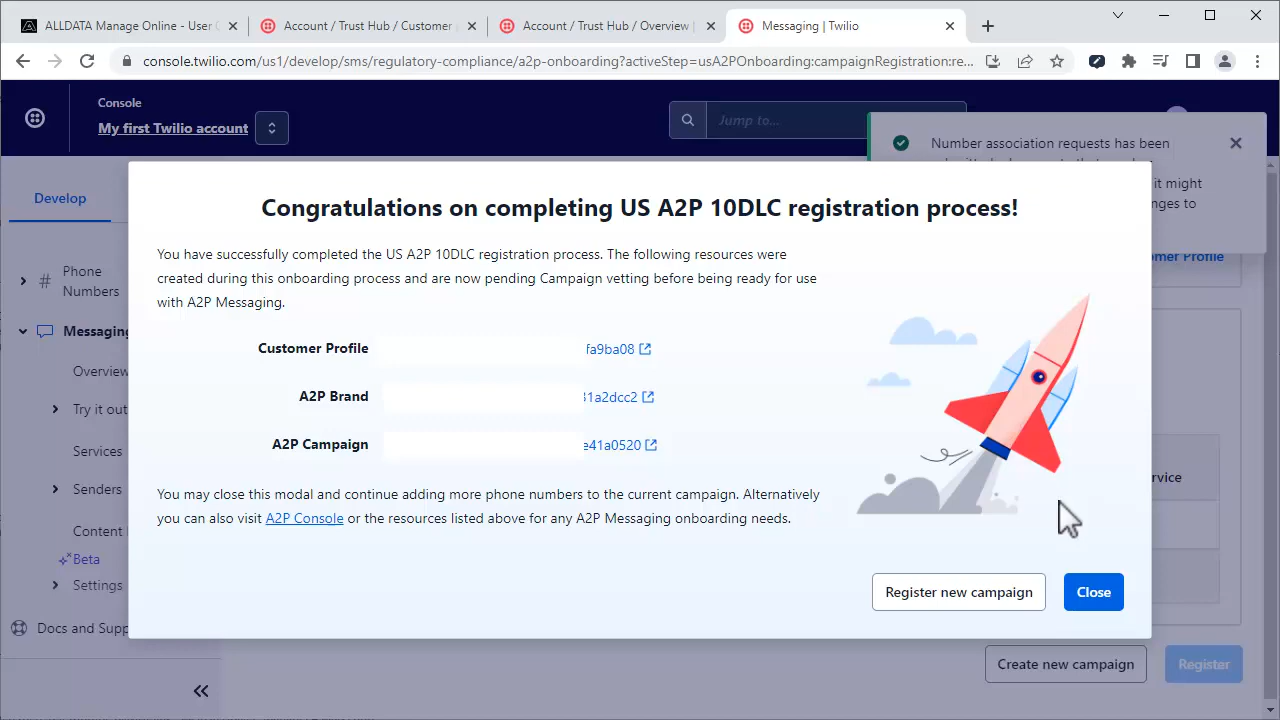 ALLDATA Manage Online - User
Account / Trust Hub / Customer
Account / Trust Hub / Overview |
Messaging | Twilio
console.twilio.com/us1/develop/sms/regulatory-compliance/a2p-onboarding?activeStep=usA2POnboarding:campaignRegistration:re...
Console
My first Twilio account
Jump to...
Number association requests has been
it might
nges to
Develop
Phone
Numbers
Messaging
Overview
Try it out
Services
Senders
Content
Beta
Settings
Docs and Supp
Congratulations on completing US A2P 10DLC registration process!
You have successfully completed the US A2P 10DLC registration process. The following resources were
created during this onboarding process and are now pending Campaign vetting before being ready for use
with A2P Messaging.
Customer Profile fa9ba08
A2P Brand 31a2dcc2
A2P Campaign e41a0520
You may close this modal and continue adding more phone numbers to the current campaign. Alternatively
you can also visit A2P Console or the resources listed above for any A2P Messaging onboarding needs.
Register new campaign
Close
omer Profile
rvice
Create new campaign
Register